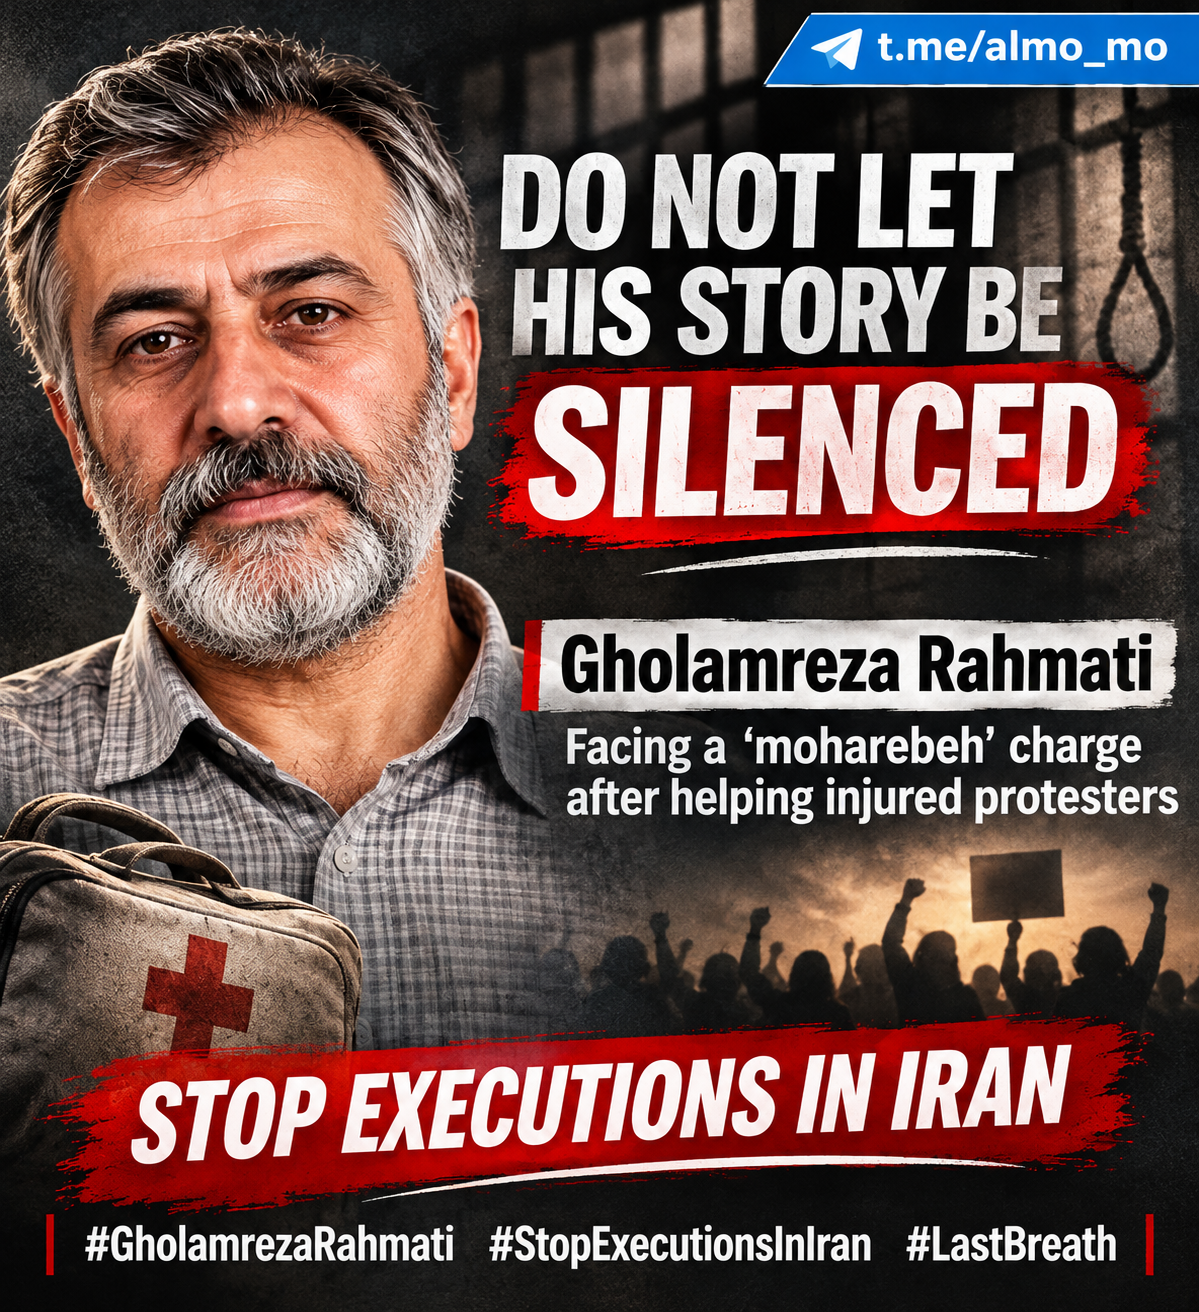 t.me/almo_mo
DO NOT LET
HIS STORY BE
SILENCED
Gholamreza Rahmati
Facing a ‘moharebeh’ charge
after helping injured protesters
STOP EXECUTIONS IN IRAN
#GholamrezaRahmati #StopExecutionsInIran #LastBreath